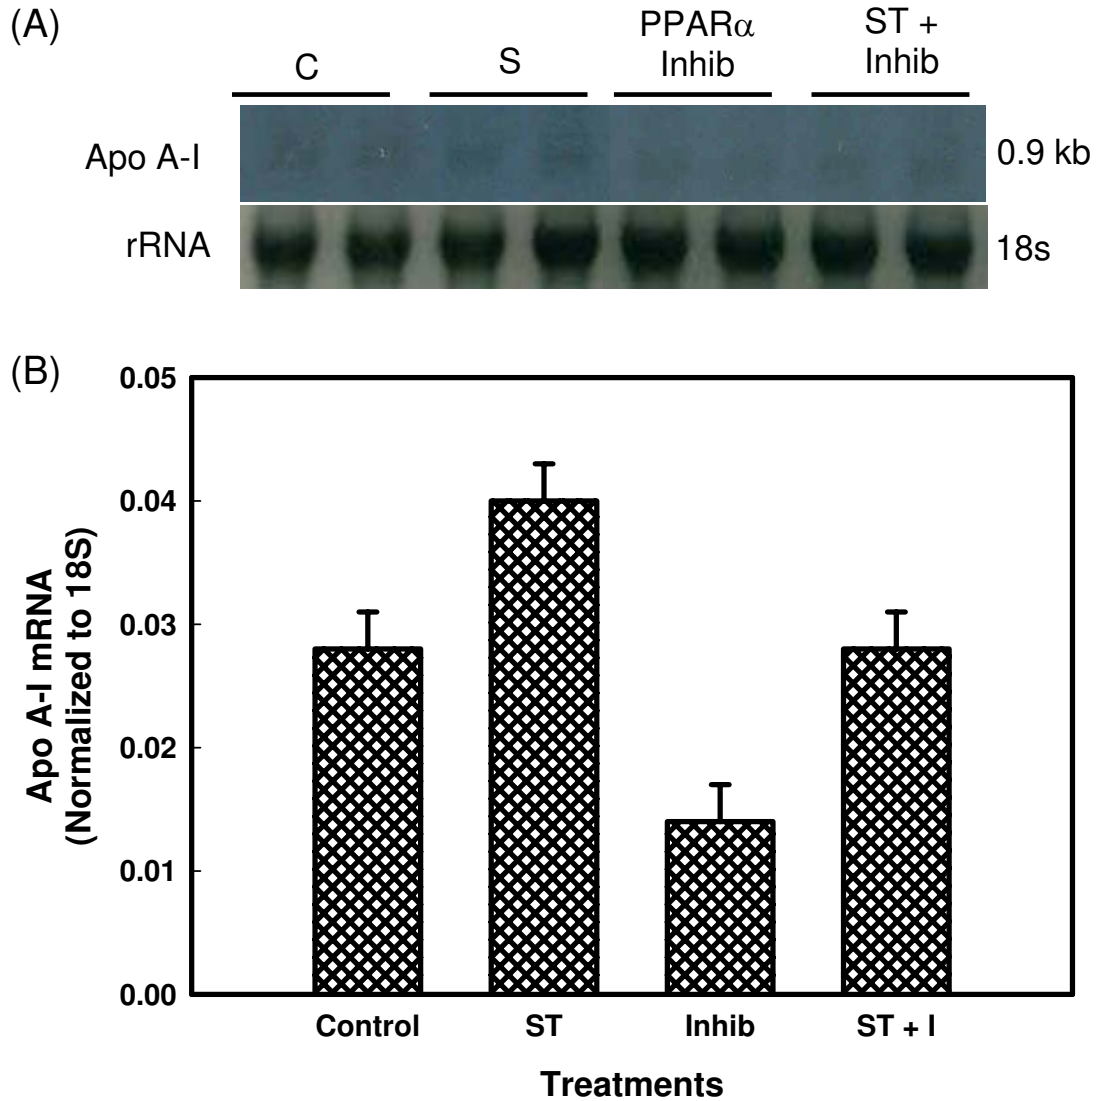 (A)
C
S
PPARα
Inhib
ST +
Inhib
Apo A-I
0.9 kb
rRNA
18s
(B)
0.05
0.04
0.03
0.02
0.01
0.00
Apo A-I mRNA
(Normalized to 18S)
Control
ST
Inhib
ST + I
Treatments